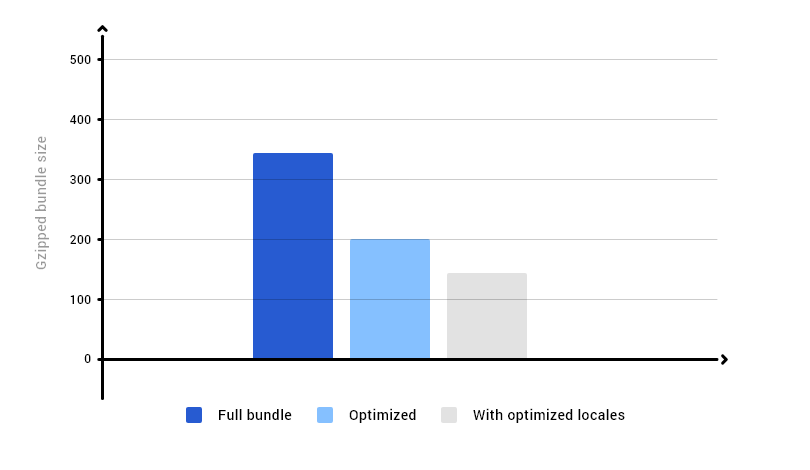 500
400
300
200
100
0
Gzipped bundle size
Full bundle
Optimized
With optimized locales